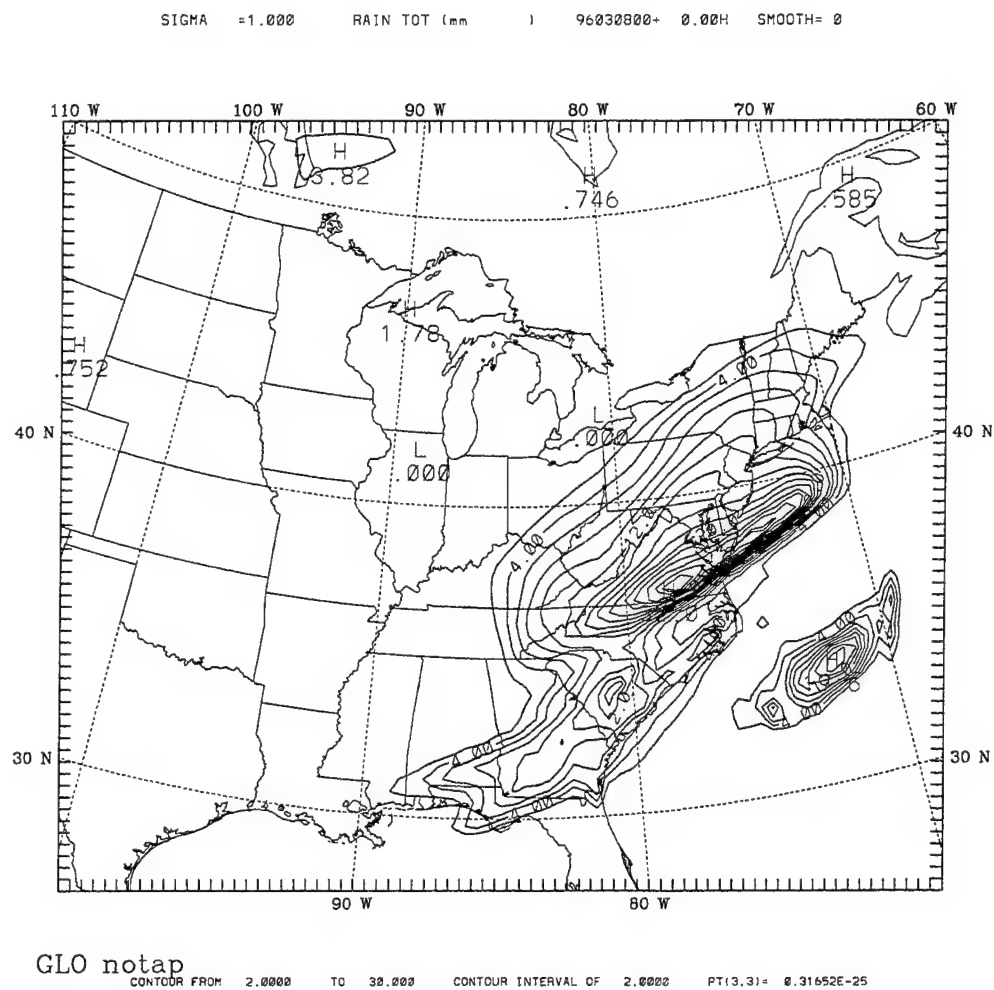 SIGMA =1.000 RAIN TOT (mm ) 96030800+ 0.00H SMOOTH= 0
110 W 100 W 90 W 80 W 70 W 60 W
H
3.82
H
.746
H
.585
H
1.78
H
.752
4.00
40 N 40 N
L
.000
L
.000
4.00
H
4.00
30 N 30 N
90 W 80 W
GLO notap
CONTOUR FROM 2.0000 TO 30.000 CONTOUR INTERVAL OF 2.0000 PT(3,3)= 0.31652E-25